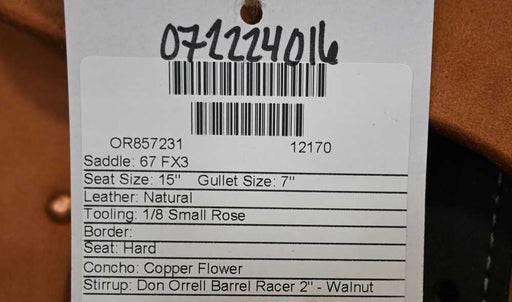 071224016
OR857231 12170
Saddle: 67 FX3
Seat Size: 15" Gullet Size: 7"
Leather: Natural
Tooling: 1/8 Small Rose
Border:
Seat: Hard
Concho: Copper Flower
Stirrup: Don Orrell Barrel Racer 2" - Walnut